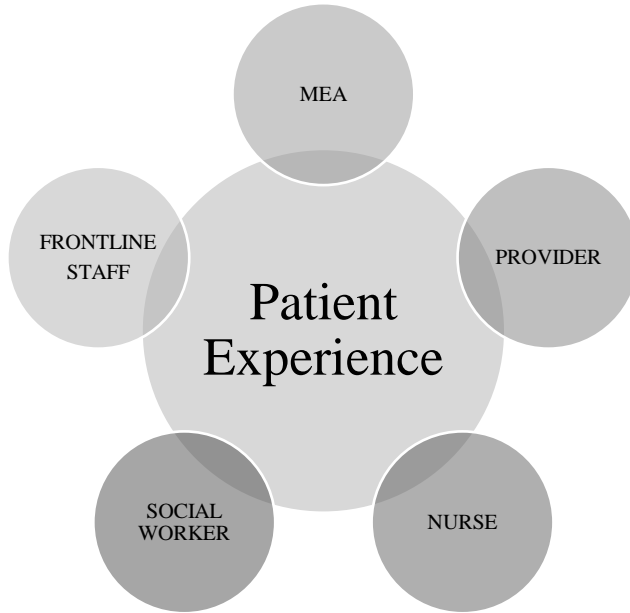 MEA
FRONTLINE
STAFF
PROVIDER
Patient
Experience
SOCIAL
WORKER
NURSE